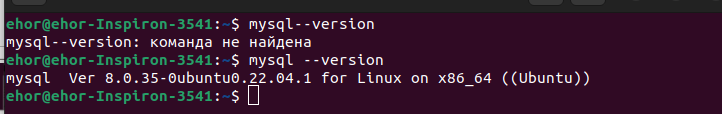 ehor@ehor-Inspiron-3541:~$ mysql--version
mysql--version: команда не найдена
ehor@ehor-Inspiron-3541:~$ mysql --version
mysql  Ver 8.0.35-0ubuntu0.22.04.1 for Linux on x86_64 ((Ubuntu))
ehor@ehor-Inspiron-3541:~$